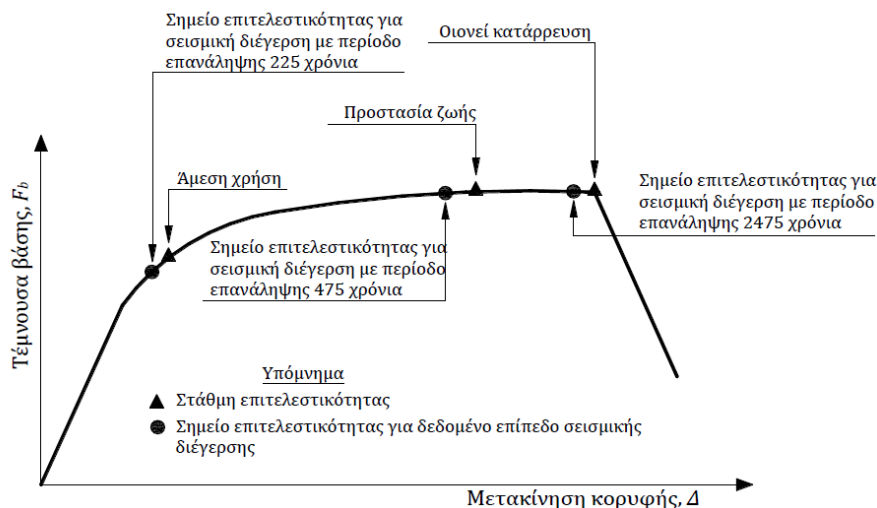 Σημείο επιτελεστικότητας για
σεισμική διέγερση με περίοδο
επανάληψης 225 χρόνια
Οιονεί κατάρρευση
Προστασία ζωής
Άμεση χρήση
Σημείο επιτελεστικότητας για
σεισμική διέγερση με περίοδο
επανάληψης 2475 χρόνια
Σημείο επιτελεστικότητας για
σεισμική διέγερση με περίοδο
επανάληψης 475 χρόνια
Τέμνουσα βάσης, F_b
Υπόμνημα
Στάθμη επιτελεστικότητας
Σημείο επιτελεστικότητας για δεδομένο επίπεδο σεισμικής
διέγερσης
Μετακίνηση κορυφής, Δ